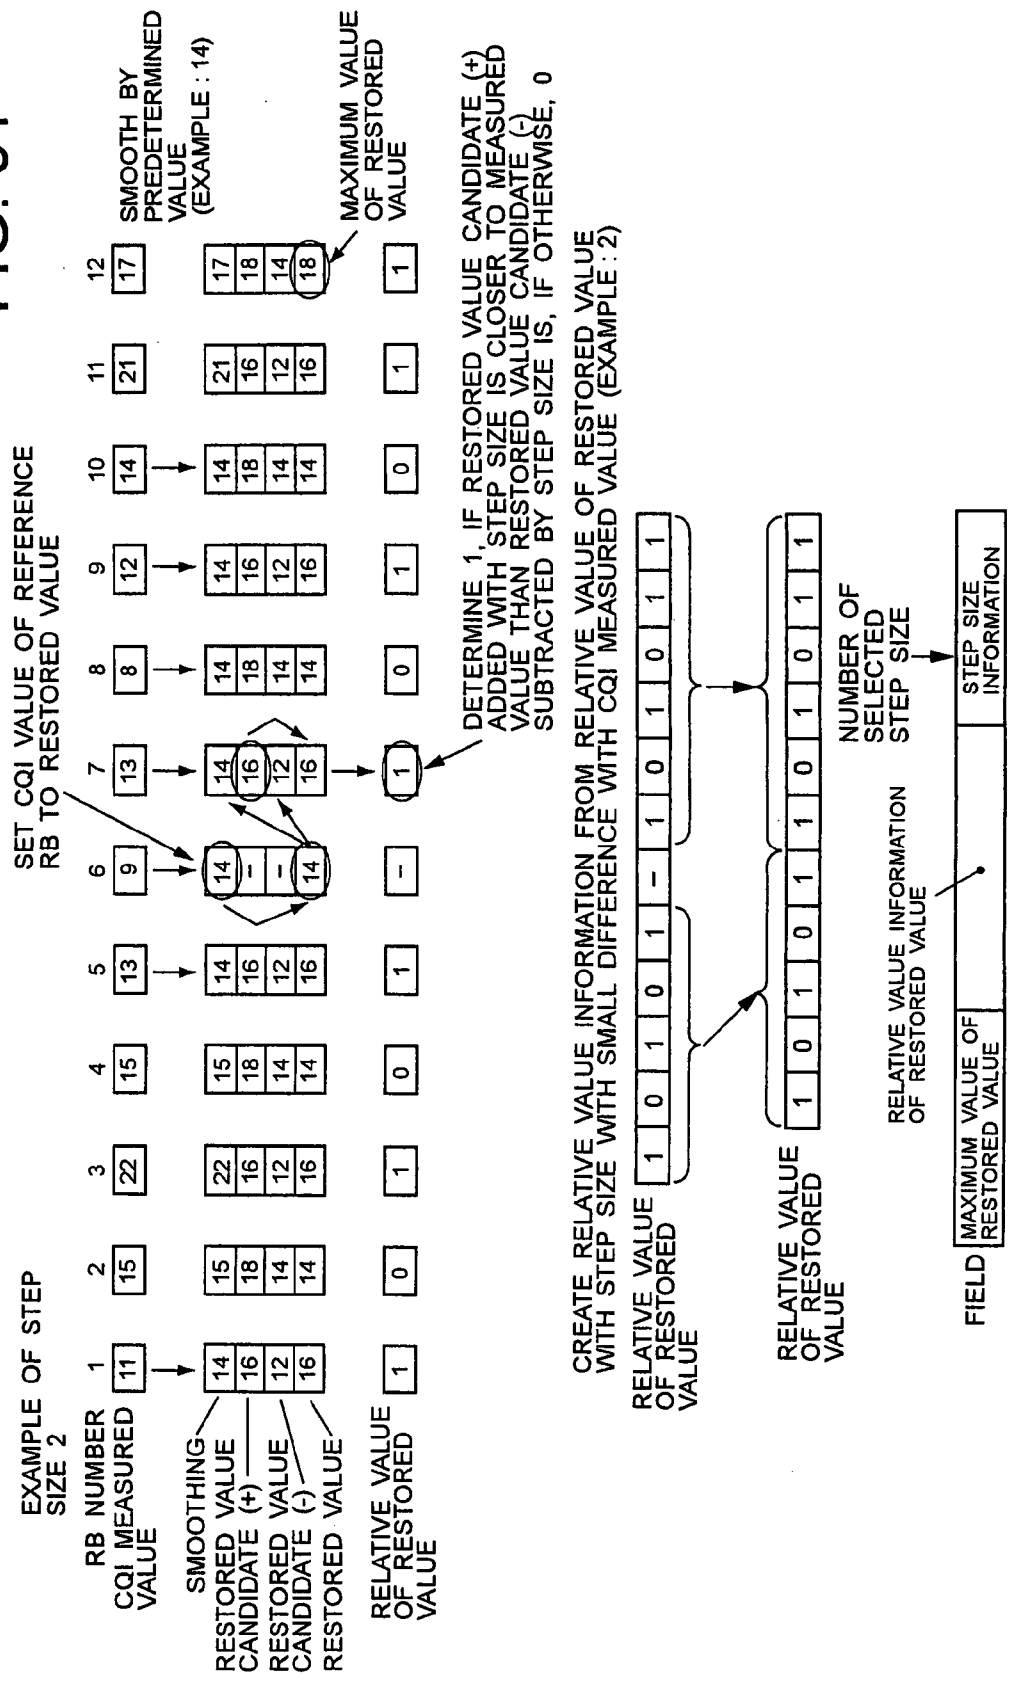 EXAMPLE OF STEP
SIZE 2
SET CQI VALUE OF REFERENCE
RB TO RESTORED VALUE
RB NUMBER 1 2 3 4 5 6 7 8 9 10 11 12
CQI MEASURED
VALUE
11 15 22 15 13 9 13 8 12 14 21 17
SMOOTH BY
PREDETERMINED
VALUE
(EXAMPLE : 14)
SMOOTHING 14 15 22 15 14 14 14 14 14 14 21 17
RESTORED VALUE
CANDIDATE (+)
16 18 16 18 16 – 16 18 16 18 16 18
RESTORED VALUE
CANDIDATE (-)
12 14 12 14 12 – 12 14 12 14 12 14
RESTORED VALUE 16 14 16 14 16 14 16 14 16 14 16 18
MAXIMUM VALUE
OF RESTORED
VALUE
RELATIVE VALUE
OF RESTORED
VALUE
1 0 1 0 1 – 1 0 1 0 1 1
DETERMINE 1, IF RESTORED VALUE CANDIDATE (+)
ADDED WITH STEP SIZE IS CLOSER TO MEASURED
VALUE THAN RESTORED VALUE CANDIDATE (-)
SUBTRACTED BY STEP SIZE IS, IF OTHERWISE, 0
CREATE RELATIVE VALUE INFORMATION FROM RELATIVE VALUE OF RESTORED VALUE
WITH STEP SIZE WITH SMALL DIFFERENCE WITH CQI MEASURED VALUE (EXAMPLE : 2)
RELATIVE VALUE
OF RESTORED
VALUE
1 0 1 0 1 – 1 0 1 0 1 1
RELATIVE VALUE
OF RESTORED
VALUE
1 0 1 0 1 1 0 1 0 1 1
NUMBER OF
SELECTED
STEP SIZE
RELATIVE VALUE INFORMATION
OF RESTORED VALUE
FIELD
MAXIMUM VALUE OF
RESTORED VALUE
STEP SIZE
INFORMATION